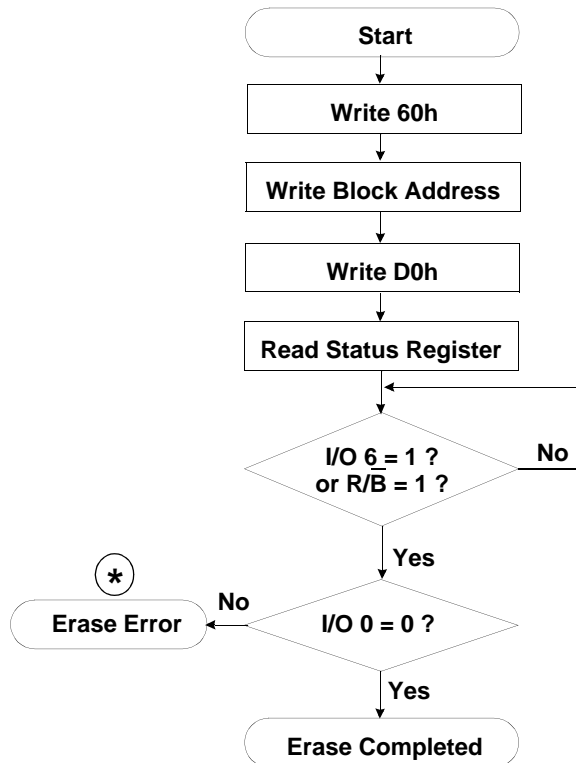 Start
Write 60h
Write Block Address
Write D0h
Read Status Register
I/O 6 = 1 ?
or R/B̅ = 1 ?
No
Yes
*
No
Erase Error
I/O 0 = 0 ?
Yes
Erase Completed